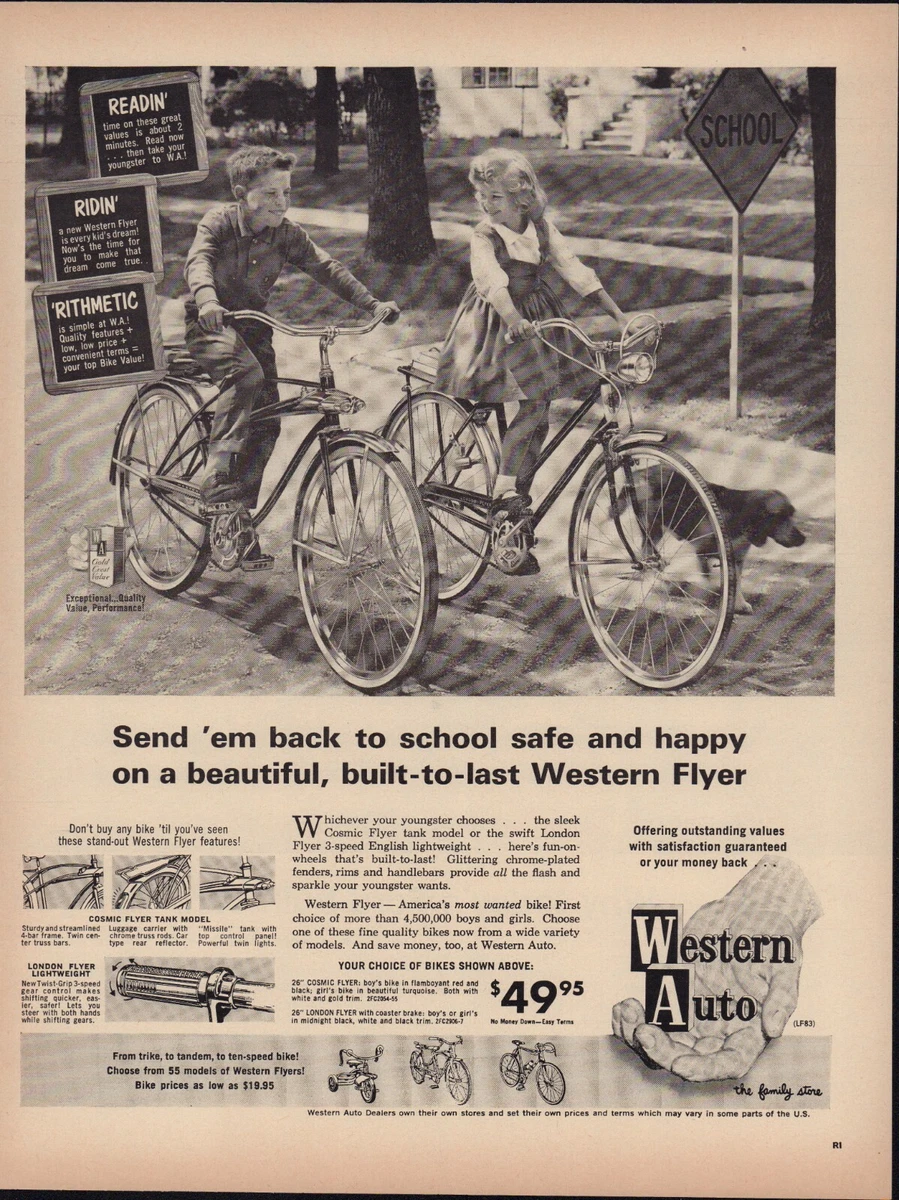 READIN'
time on these great
values is about 2
minutes. Read now
. . . then take your
youngster to W.A.!
RIDIN'
a new Western Flyer
is every kid's dream!
Now's the time for
you to make that
dream come true. .
'RITHMETIC
is simple at W.A.!
Quality features +
low, low price +
convenient terms =
your top Bike Value!
SCHOOL
W
A
Gold
Crest
Value
Exceptional...Quality
Value, Performance!
Send 'em back to school safe and happy
on a beautiful, built-to-last Western Flyer
Don't buy any bike 'til you've seen
these stand-out Western Flyer features!
COSMIC FLYER TANK MODEL
Sturdy and streamlined
4-bar frame. Twin cen-
ter truss bars.
Luggage carrier with
chrome truss rods. Car
type rear reflector.
"Missile" tank with
top control panel!
Powerful twin lights.
LONDON FLYER
LIGHTWEIGHT
New Twist-Grip 3-speed
gear control makes
shifting quicker, eas-
ier, safer! Lets you
steer with both hands
while shifting gears.
Whichever your youngster chooses . . . the sleek
Cosmic Flyer tank model or the swift London
Flyer 3-speed English lightweight . . . here's fun-on-
wheels that's built-to-last! Glittering chrome-plated
fenders, rims and handlebars provide all the flash and
sparkle your youngster wants.
Western Flyer — America's most wanted bike! First
choice of more than 4,500,000 boys and girls. Choose
one of these fine quality bikes now from a wide variety
of models. And save money, too, at Western Auto.
YOUR CHOICE OF BIKES SHOWN ABOVE:
26" COSMIC FLYER: boy's bike in flamboyant red and
black; girl's bike in beautiful turquoise. Both with
white and gold trim. 2FC2054-55
26" LONDON FLYER with coaster brake: boy's or girl's
in midnight black, white and black trim. 2FC2906-7
$49 95
No Money Down—Easy Terms
Offering outstanding values
with satisfaction guaranteed
or your money back . . .
Western
Auto
(LF83)
the family store
From trike, to tandem, to ten-speed bike!
Choose from 55 models of Western Flyers!
Bike prices as low as $19.95
Western Auto Dealers own their own stores and set their own prices and terms which may vary in some parts of the U.S.
R1